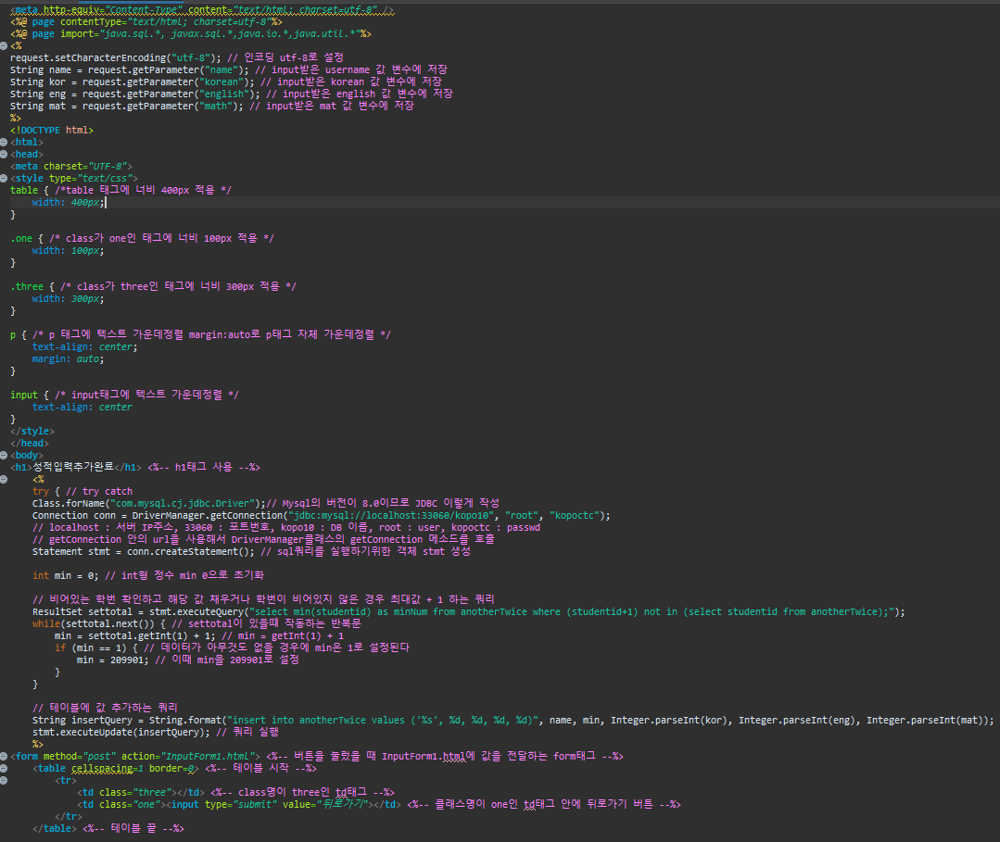 <meta http-equiv="Content-Type" content="text/html; charset=utf-8" />
<%@ page contentType="text/html; charset=utf-8"%>
<%@ page import="java.sql.*, javax.sql.*,java.io.*,java.util.*"%>
<%
request.setCharacterEncoding("utf-8"); // 인코딩 utf-8로 설정
String name = request.getParameter("name"); // input받은 username 값 변수에 저장
String kor = request.getParameter("korean"); // input받은 korean 값 변수에 저장
String eng = request.getParameter("english"); // input받은 english 값 변수에 저장
String mat = request.getParameter("math"); // input받은 mat 값 변수에 저장
%>
<!DOCTYPE html>
<html>
<head>
<meta charset="UTF-8">
<style type="text/css">
table { /*table 태그에 너비 400px 적용 */
    width: 400px;
}

.one { /* class가 one인 태그에 너비 100px 적용 */
    width: 100px;
}

.three { /* class가 three인 태그에 너비 300px 적용 */
    width: 300px;
}

p { /* p 태그에 텍스트 가운데정렬 margin:auto로 p태그 자체 가운데정렬 */
    text-align: center;
    margin: auto;
}

input { /* input태그에 텍스트 가운데정렬 */
    text-align: center
}
</style>
</head>
<body>
<h1>성적입력추가완료</h1> <%-- h1태그 사용 --%>
    <%
    try { // try catch
    Class.forName("com.mysql.cj.jdbc.Driver");// Mysql의 버전이 8.0이므로 JDBC 이렇게 작성
    Connection conn = DriverManager.getConnection("jdbc:mysql://localhost:33060/kopo10", "root", "kopoctc");
    // localhost : 서버 IP주소, 33060 : 포트번호, kopo10 : DB 이름, root : user, kopoctc : passwd
    // getConnection 안의 url을 사용해서 DriverManager클래스의 getConnection 메소드를 호출
    Statement stmt = conn.createStatement(); // sql쿼리를 실행하기위한 객체 stmt 생성

    int min = 0; // int형 정수 min 0으로 초기화

    // 비어있는 학번 확인하고 해당 값 채우거나 학번이 비어있지 않은 경우 최대값 + 1 하는 쿼리
    ResultSet settotal = stmt.executeQuery("select min(studentid) as minNum from anotherTwice where (studentid+1) not in (select studentid from anotherTwice);");
    while(settotal.next()) { // settotal이 있을때 작동하는 반복문
        min = settotal.getInt(1) + 1; // min = getInt(1) + 1
        if (min == 1) { // 데이터가 아무것도 없을 경우에 min은 1로 설정된다
            min = 209901; // 이때 min을 209901로 설정
        }
    }

    // 테이블에 값 추가하는 쿼리
    String insertQuery = String.format("insert into anotherTwice values ('%s', %d, %d, %d, %d)", name, min, Integer.parseInt(kor), Integer.parseInt(eng), Integer.parseInt(mat));
    stmt.executeUpdate(insertQuery); // 쿼리 실행
    %>
<form method="post" action="InputForm1.html"> <%-- 버튼을 눌렀을 때 InputForm1.html에 값을 전달하는 form태그 --%>
    <table cellspacing=1 border=0> <%-- 테이블 시작 --%>
        <tr>
            <td class="three"></td> <%-- class명이 three인 td태그 --%>
            <td class="one"><input type="submit" value="뒤로가기"></td> <%-- 클래스명이 one인 td태그 안에 뒤로가기 버튼 --%>
        </tr>
    </table> <%-- 테이블 끝 --%>